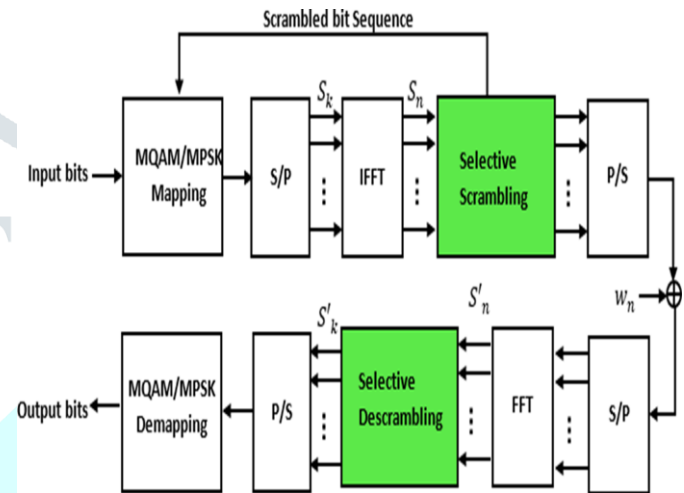 Scrambled bit Sequence
S_k
S_n
Input bits
MQAM/MPSK
Mapping
S/P
IFFT
Selective
Scrambling
P/S
w_n
S'_k
S'_n
Output bits
MQAM/MPSK
Demapping
P/S
Selective
Descrambling
FFT
S/P